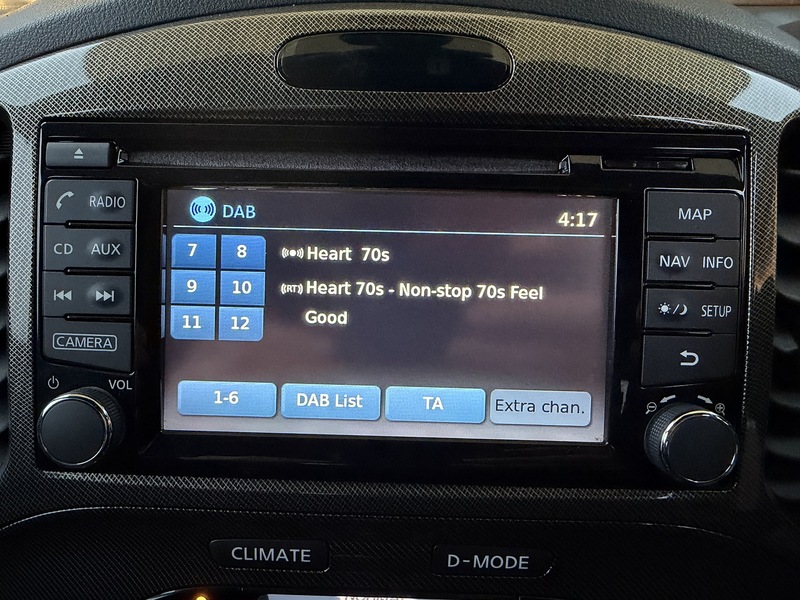 RADIO
CD AUX
CAMERA
VOL
DAB
4:17
7 8
9 10
11 12
Heart 70s
(RT) Heart 70s - Non-stop 70s Feel
Good
1-6
DAB List
TA
Extra chan.
MAP
NAV INFO
SETUP
CLIMATE
D-MODE